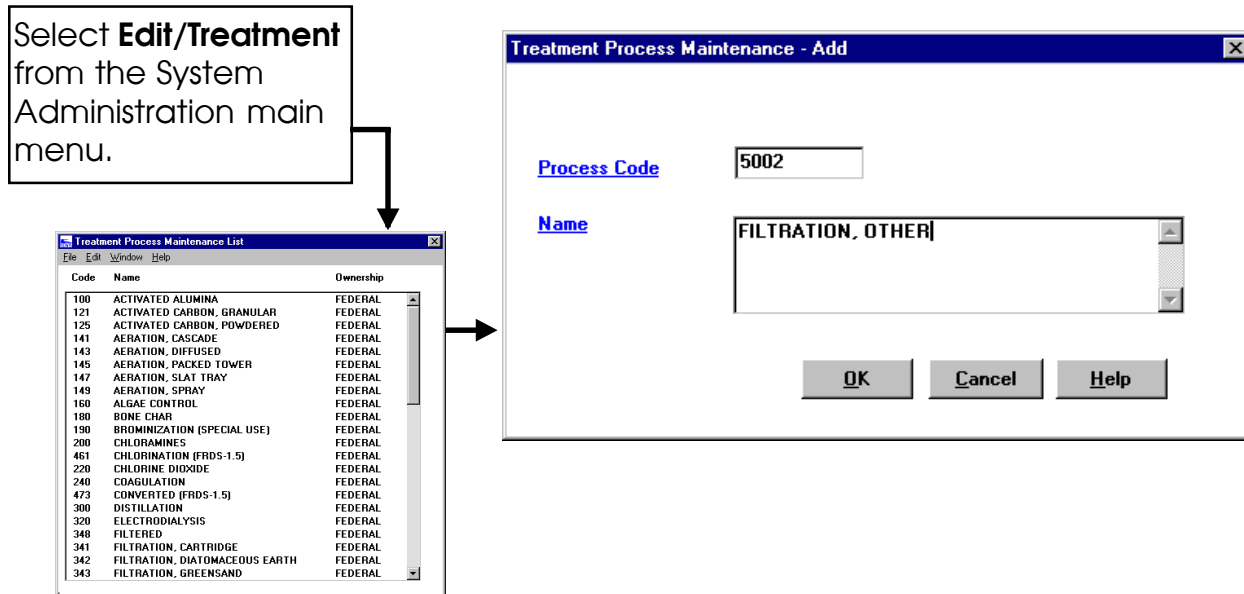 Select Edit/Treatment
from the System
Administration main
menu.
Treatment Process Maintenance List
File Edit Window Help
Code Name Ownership
100 ACTIVATED ALUMINA FEDERAL
121 ACTIVATED CARBON, GRANULAR FEDERAL
125 ACTIVATED CARBON, POWDERED FEDERAL
141 AERATION, CASCADE FEDERAL
143 AERATION, DIFFUSED FEDERAL
145 AERATION, PACKED TOWER FEDERAL
147 AERATION, SLAT TRAY FEDERAL
149 AERATION, SPRAY FEDERAL
160 ALGAE CONTROL FEDERAL
180 BONE CHAR FEDERAL
190 BROMINIZATION (SPECIAL USE) FEDERAL
200 CHLORAMINES FEDERAL
461 CHLORINATION (FRDS-1.5) FEDERAL
220 CHLORINE DIOXIDE FEDERAL
240 COAGULATION FEDERAL
473 CONVERTED (FRDS-1.5) FEDERAL
300 DISTILLATION FEDERAL
320 ELECTRODIALYSIS FEDERAL
348 FILTERED FEDERAL
341 FILTRATION, CARTRIDGE FEDERAL
342 FILTRATION, DIATOMACEOUS EARTH FEDERAL
343 FILTRATION, GREENSAND FEDERAL
Treatment Process Maintenance - Add
Process Code 5002
Name FILTRATION, OTHER
OK Cancel Help